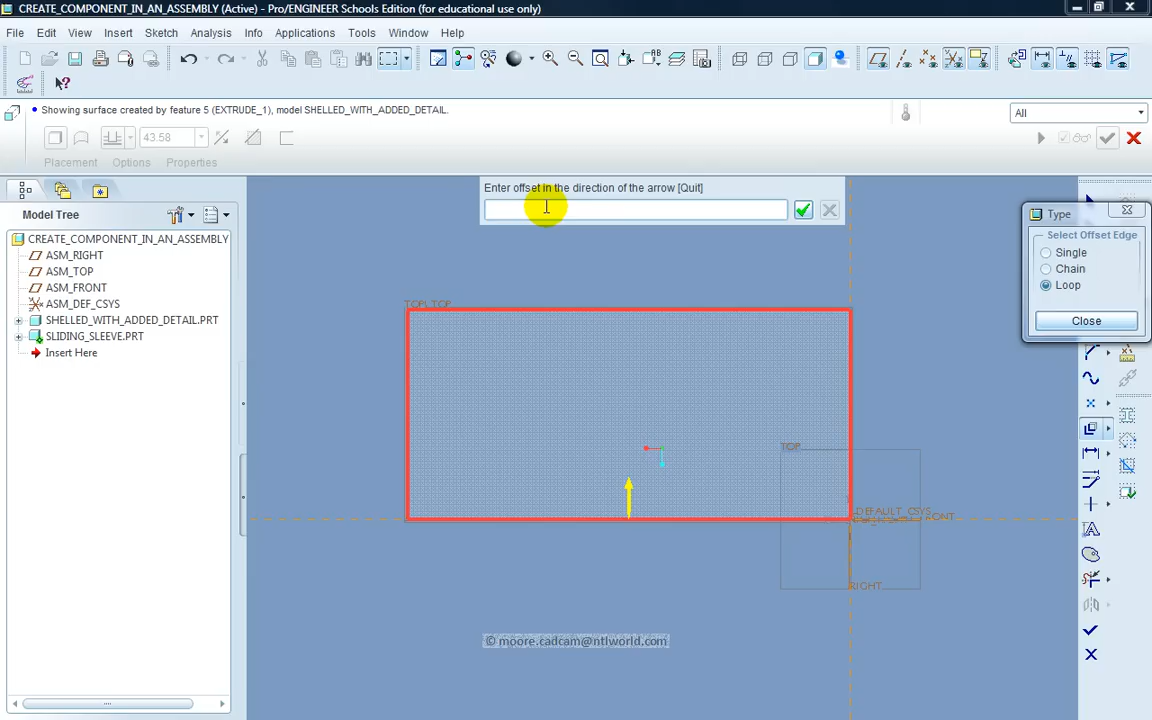 CREATE_COMPONENT_IN_AN_ASSEMBLY (Active) - Pro/ENGINEER Schools Edition (for educational use only)
File Edit View Insert Sketch Analysis Info Applications Tools Window Help
Showing surface created by feature 5 (EXTRUDE_1), model SHELLED_WITH_ADDED_DETAIL.
All
43.58
Placement Options Properties
Enter offset in the direction of the arrow [Quit]
Model Tree
CREATE_COMPONENT_IN_AN_ASSEMBLY
ASM_RIGHT
ASM_TOP
ASM_FRONT
ASM_DEF_CSYS
SHELLED_WITH_ADDED_DETAIL.PRT
SLIDING_SLEEVE.PRT
Insert Here
Type
Select Offset Edge
Single
Chain
Loop
Close
TOP
RIGHT
© moore.cadcam@ntlworld.com